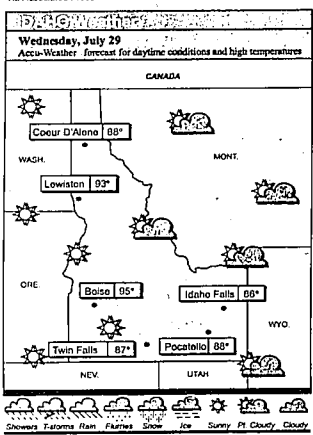 IDAHO Weather
Wednesday, July 29
Accu-Weather forecast for daytime conditions and high temperatures
CANADA
Coeur D'Alene 88°
WASH.
MONT.
Lewiston 93°
ORE.
Boise 95°
Idaho Falls 86°
WYO.
Twin Falls 87°
Pocatello 88°
NEV.
UTAH
Showers T-storms Rain Flurries Snow Ice Sunny Pt. Cloudy Cloudy